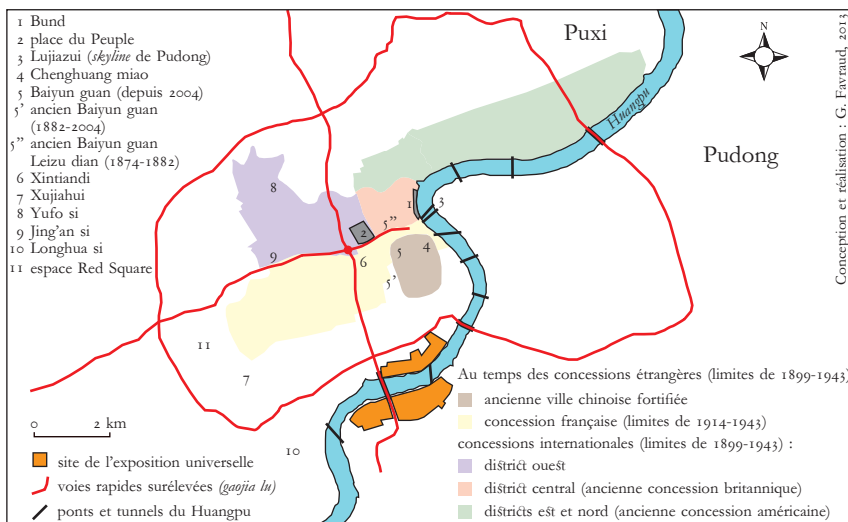 1 Bund
2 place du Peuple
3 Lujiazui (skyline de Pudong)
4 Chenghuang miao
5 Baiyun guan (depuis 2004)
5' ancien Baiyun guan
(1882-2004)
5'' ancien Baiyun guan
Leizu dian (1874-1882)
6 Xintiandi
7 Xujiahui
8 Yufo si
9 Jing'an si
10 Longhua si
11 espace Red Square
Puxi
N
Huangpu
Pudong
Conception et réalisation : G. Favraud, 2013
8
1
3
2
5''
9
6
5
4
5'
11
7
10
0 2 km
site de l'exposition universelle
voies rapides surélevées (gaojia lu)
ponts et tunnels du Huangpu
Au temps des concessions étrangères (limites de 1899-1943)
ancienne ville chinoise fortifiée
concession française (limites de 1914-1943)
concessions internationales (limites de 1899-1943) :
district ouest
district central (ancienne concession britannique)
districts est et nord (ancienne concession américaine)